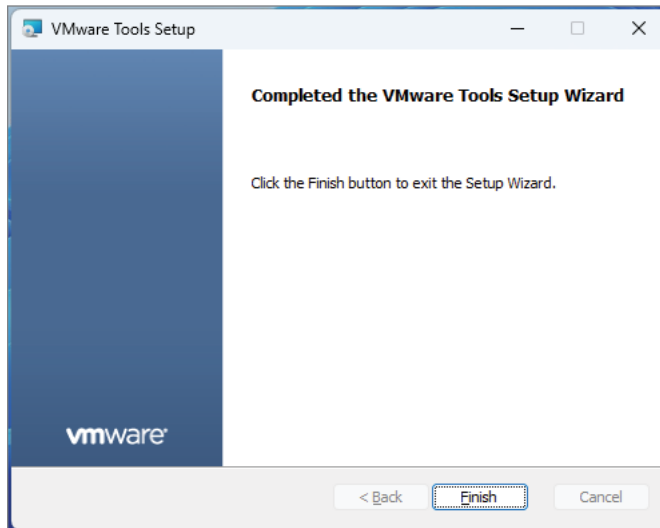 VMware Tools Setup
Completed the VMware Tools Setup Wizard
Click the Finish button to exit the Setup Wizard.
vmware®
< Back Finish Cancel